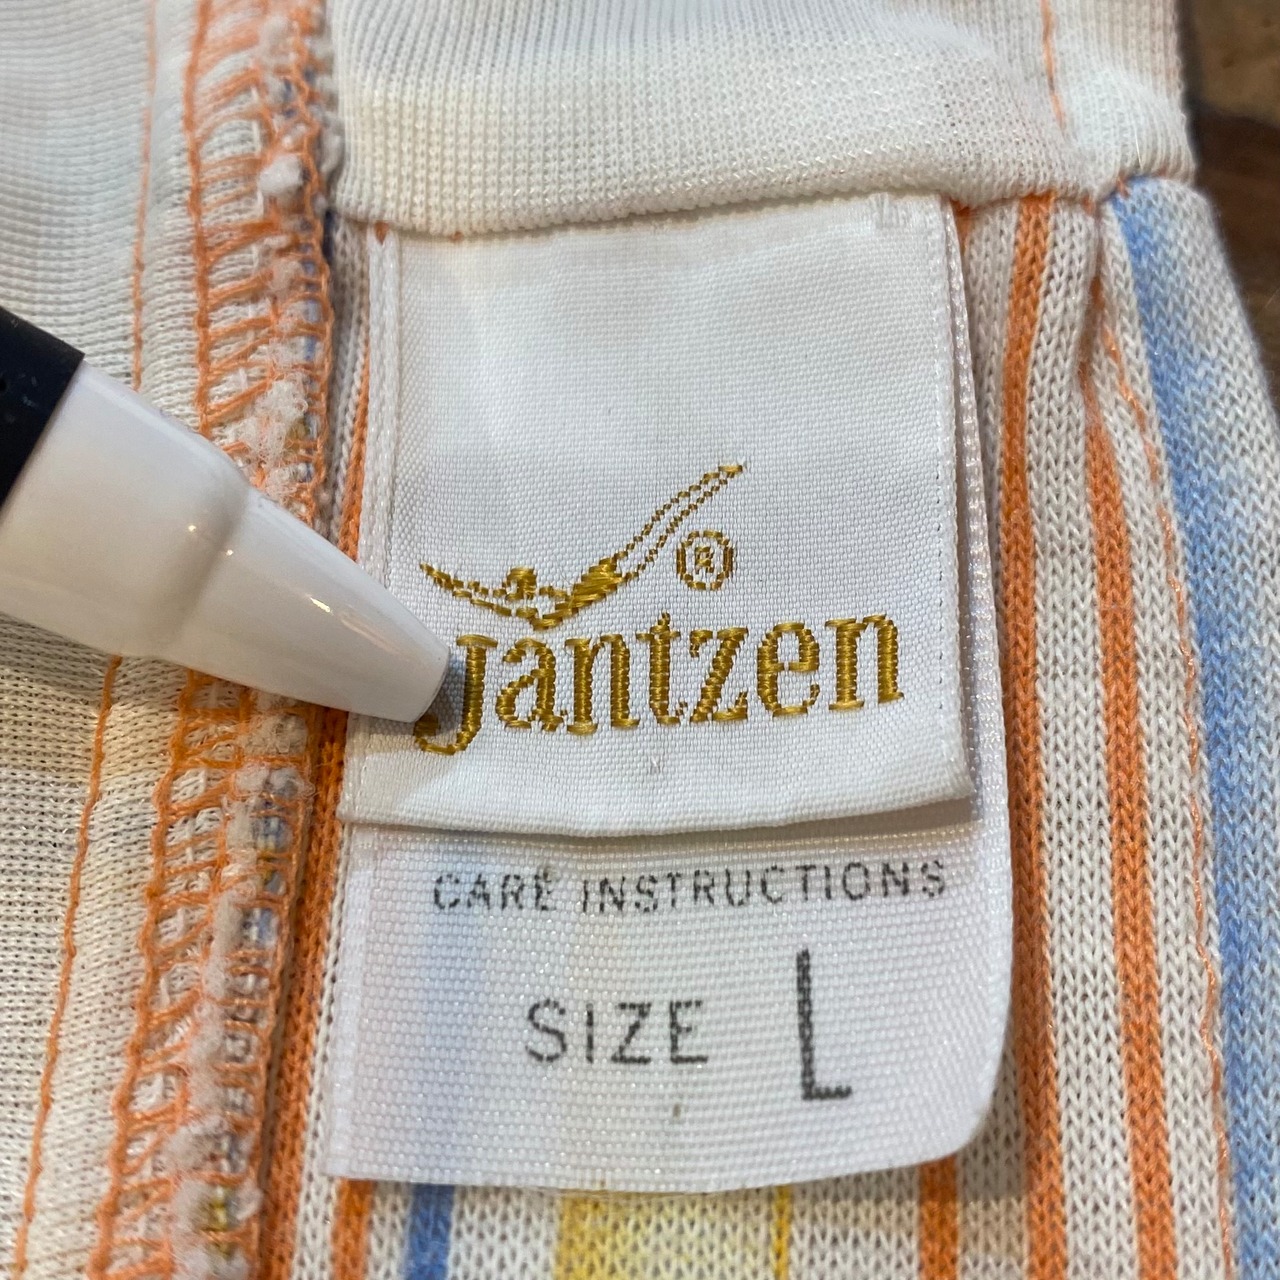 ®
jantzen
CARE INSTRUCTIONS
SIZE L